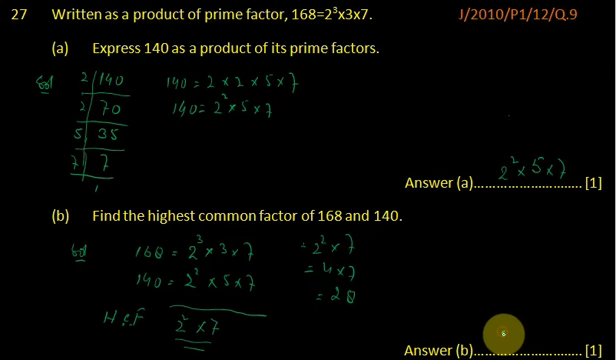 27 Written as a product of prime factor, 168=2³x3x7. J/2010/P1/12/Q.9
(a) Express 140 as a product of its prime factors.
Sol 2 | 140 140 = 2 × 2 × 5 × 7
2 | 70 140 = 2² × 5 × 7
5 | 35
7 | 7
1
Answer (a)............................ [1] 2² × 5 × 7
(b) Find the highest common factor of 168 and 140.
Sol 168 = 2³ × 3 × 7 = 2² × 7
140 = 2² × 5 × 7 = 4 × 7
= 28
H.C.F 2² × 7
Answer (b)............................ [1]